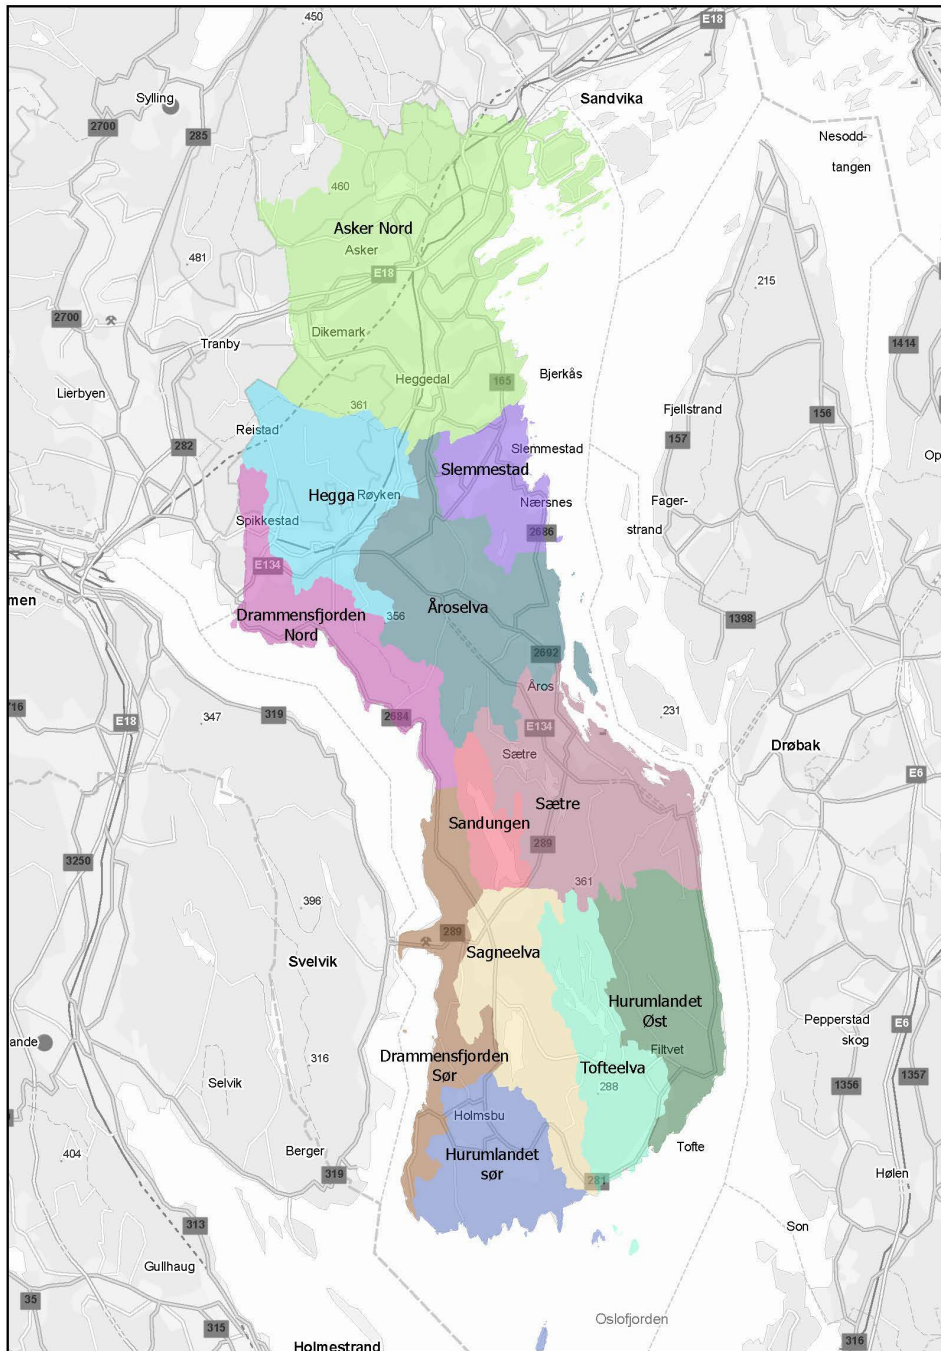 450
E18
Sylling
Sandvika
2700
285
Nesodd-
tangen
460
Asker Nord
Asker
481
E18
215
2700
Dikemark
Tranby
1414
Bjerkås
Heggedal
165
Lierbyen
361
Fjellstrand
156
Reistad
157
282
Slemmestad
Slemmestad
Op
Hegga
Røyken
Nærsnes
Fager-
strand
Spikkestad
2686
E134
men
Drammensfjorden
Nord
356
Åroselva
1398
2692
Åros
716
E18
347
319
2684
231
E134
Drøbak
Sætre
E6
Sætre
Sandungen
289
3250
361
396
289
Sagneelva
Svelvik
Hurumlandet
Øst
Pepperstad
skog
E6
ande
Filtvet
316
Drammensfjorden
Sør
Tofteelva
1357
Selvik
288
1356
Holmsbu
404
Berger
Hurumlandet
sør
Tofte
319
281
Hølen
313
Son
Gullhaug
35
315
Oslofjorden
316
Holmestrand